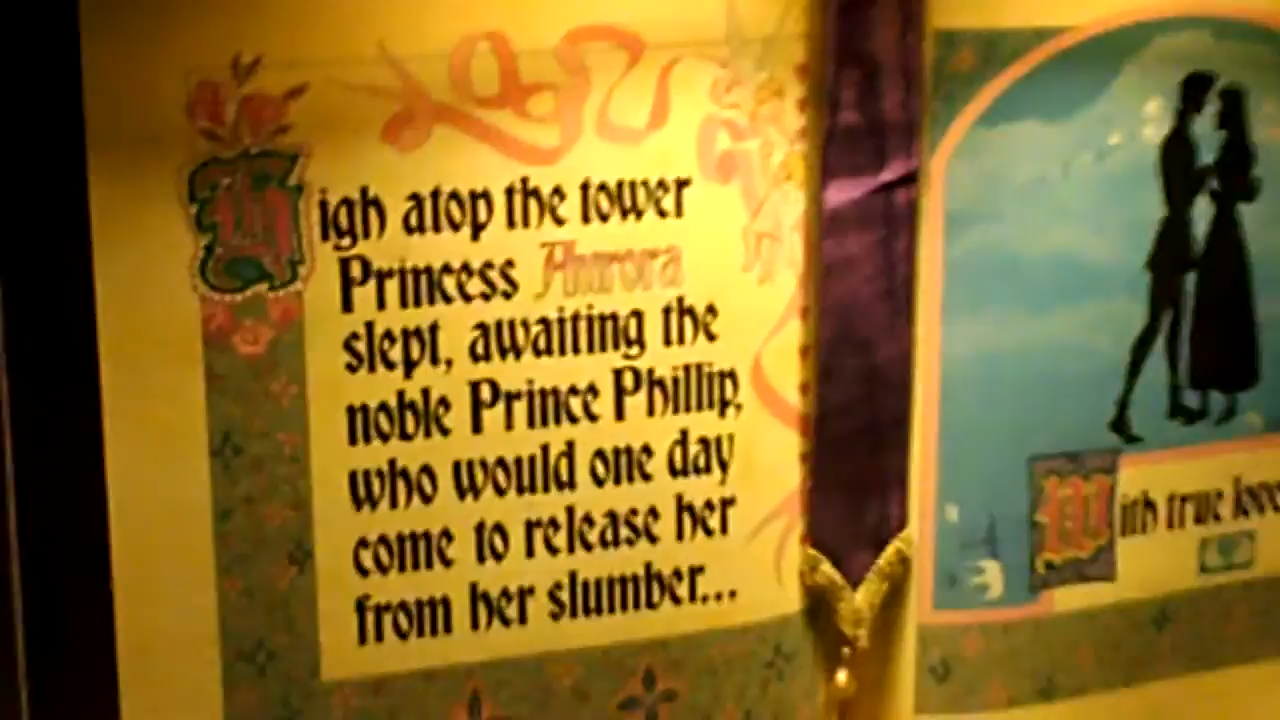 High atop the tower
Princess Aurora
slept, awaiting the
noble Prince Phillip,
who would one day
come to release her
from her slumber...
With true love